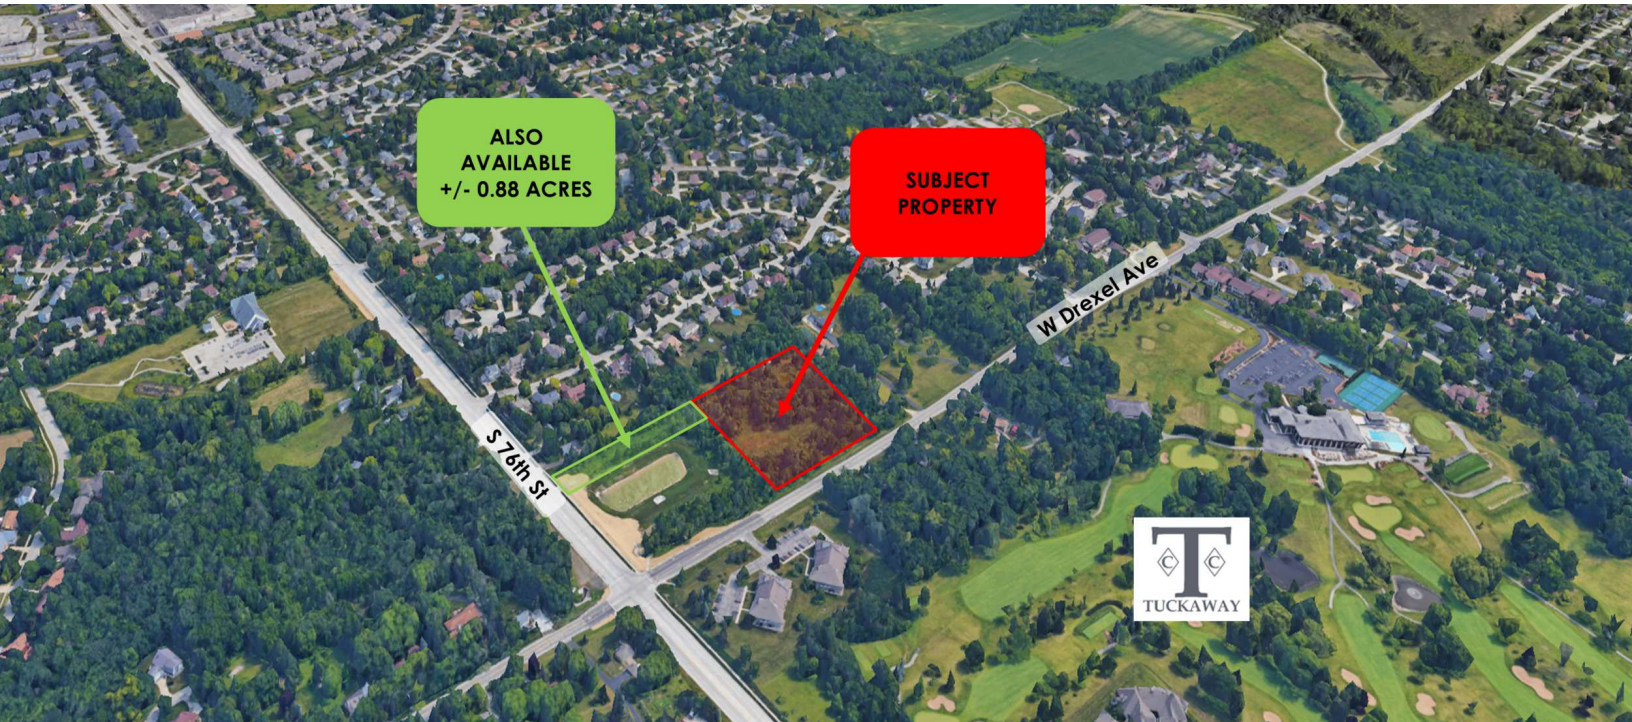 ALSO
AVAILABLE
+/- 0.88 ACRES
SUBJECT
PROPERTY
W Drexel Ave
S 76th St
T
C C
TUCKAWAY